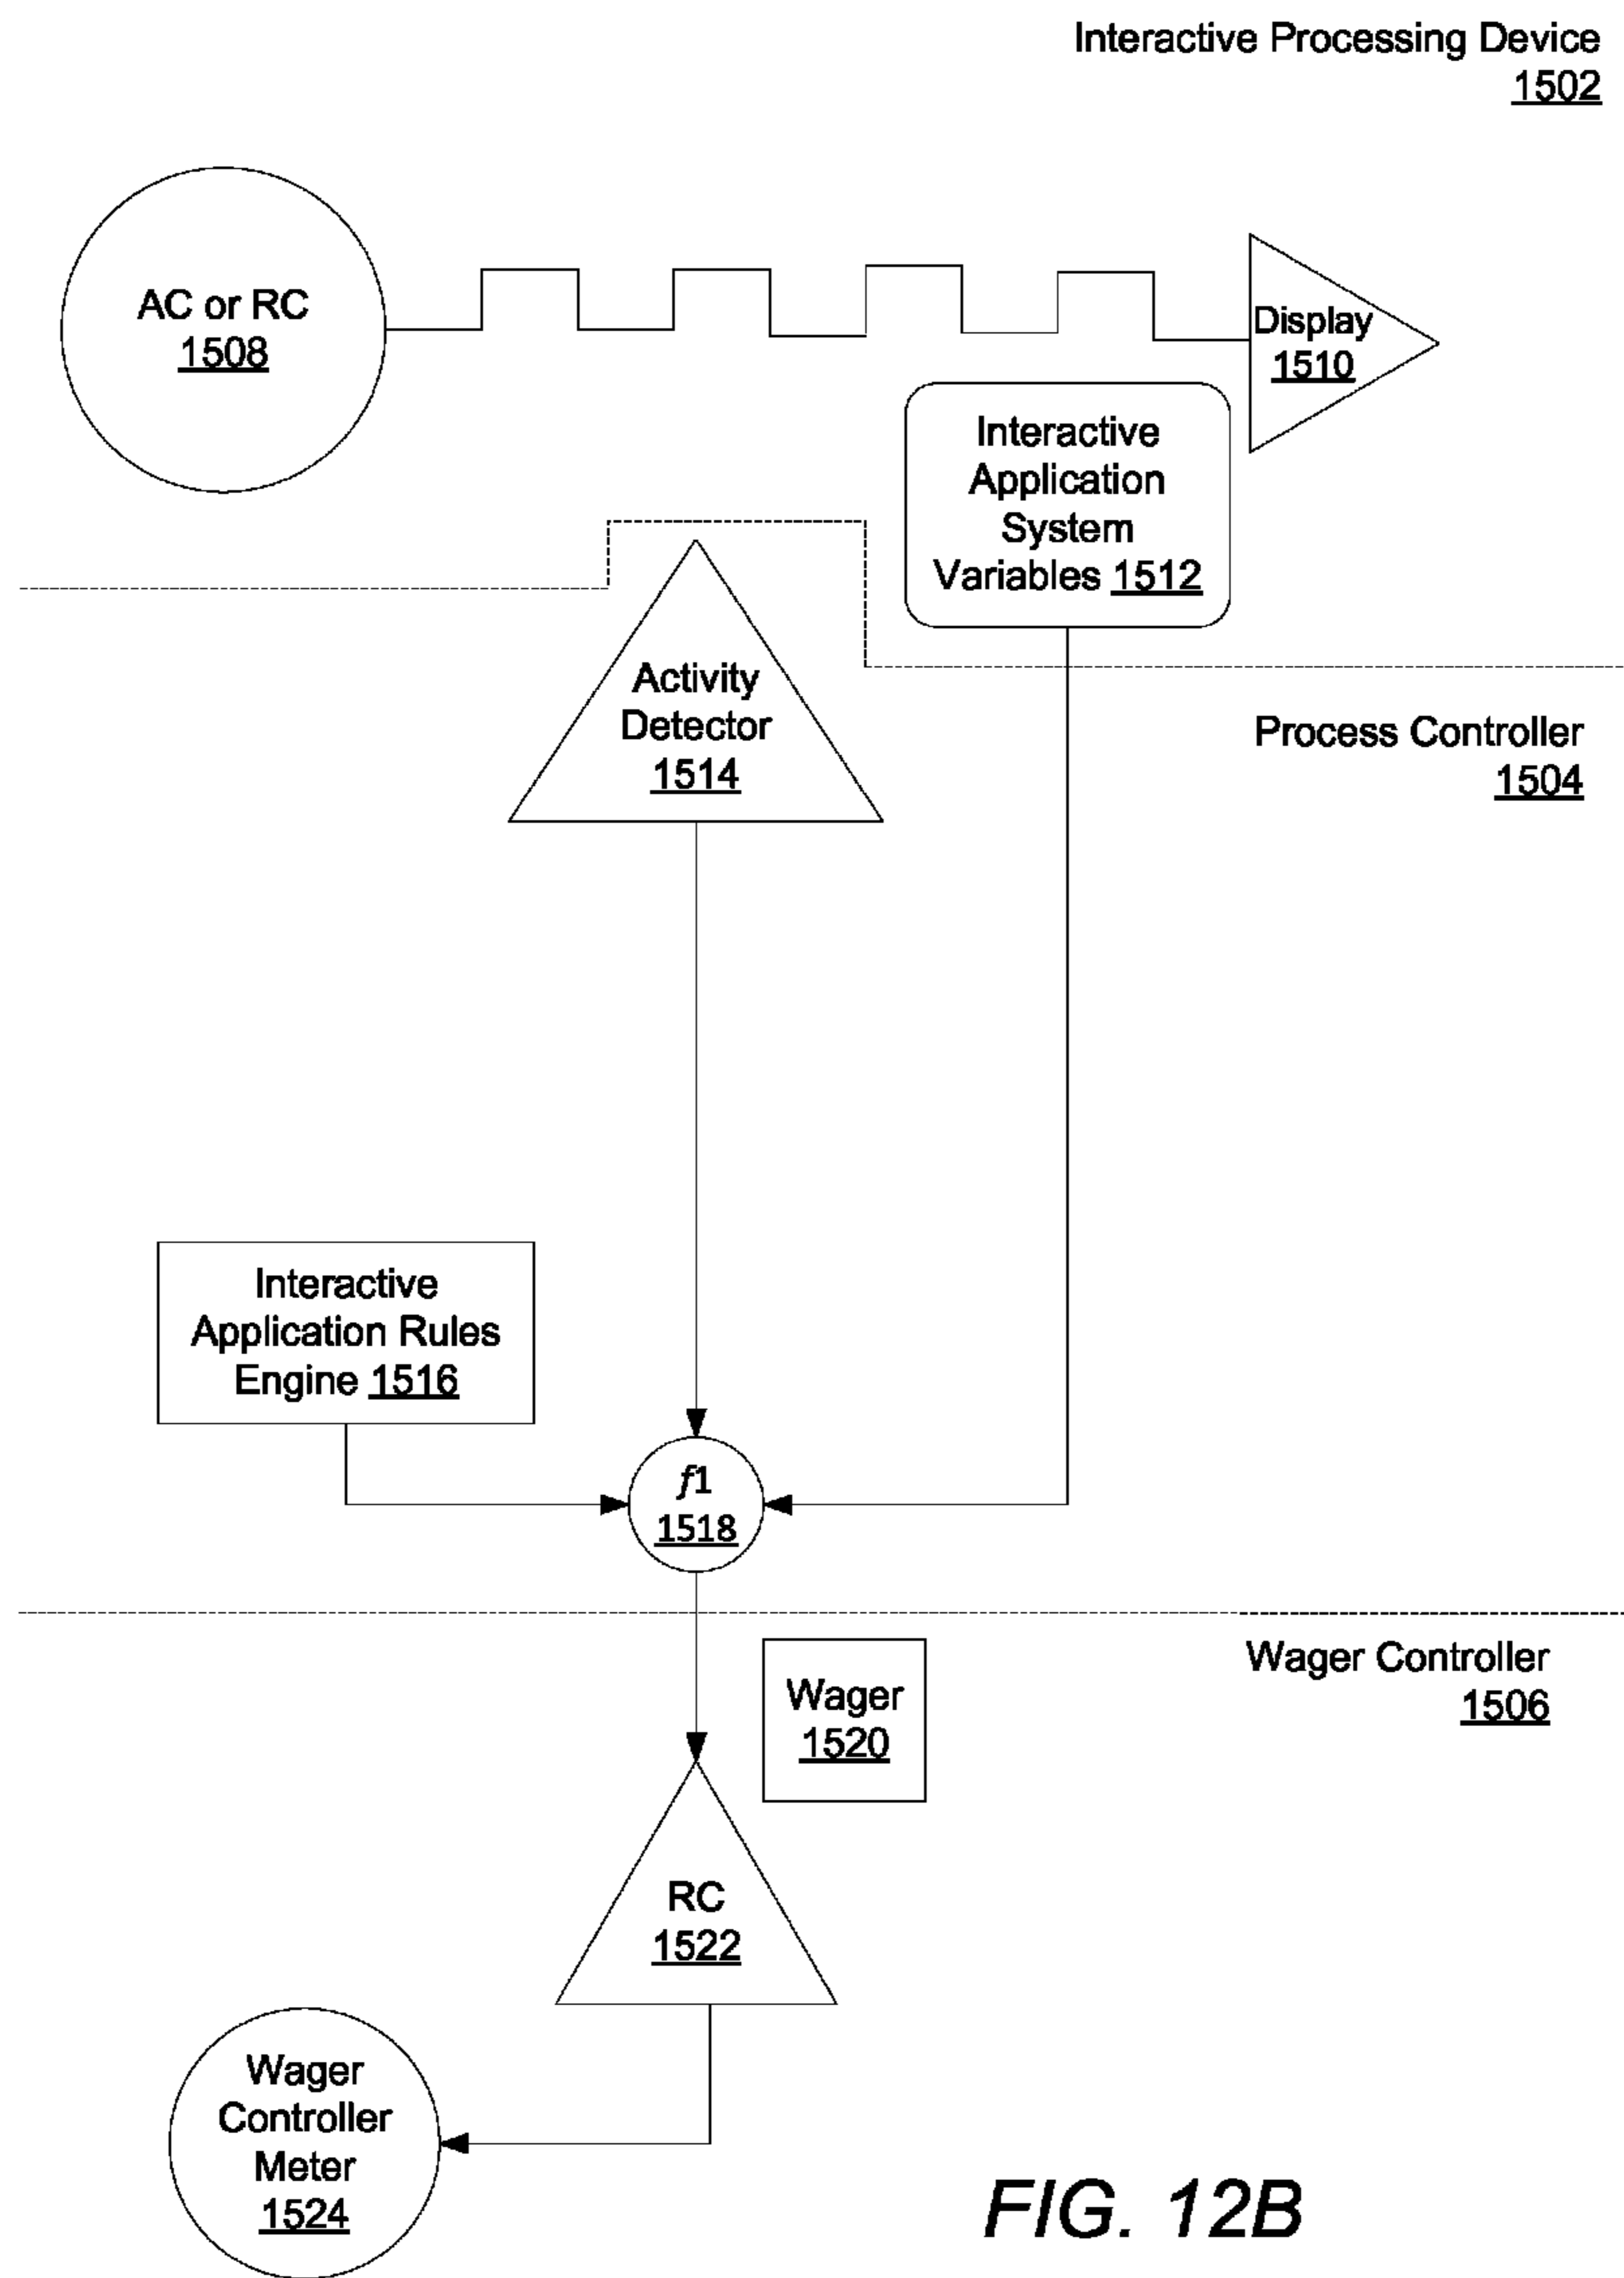 Interactive Processing Device
1502
AC or RC
1508
Display
1510
Interactive
Application
System
Variables 1512
Activity
Detector
1514
Process Controller
1504
Interactive
Application Rules
Engine 1516
f1
1518
Wager Controller
1506
Wager
1520
RC
1522
Wager
Controller
Meter
1524
FIG. 12B